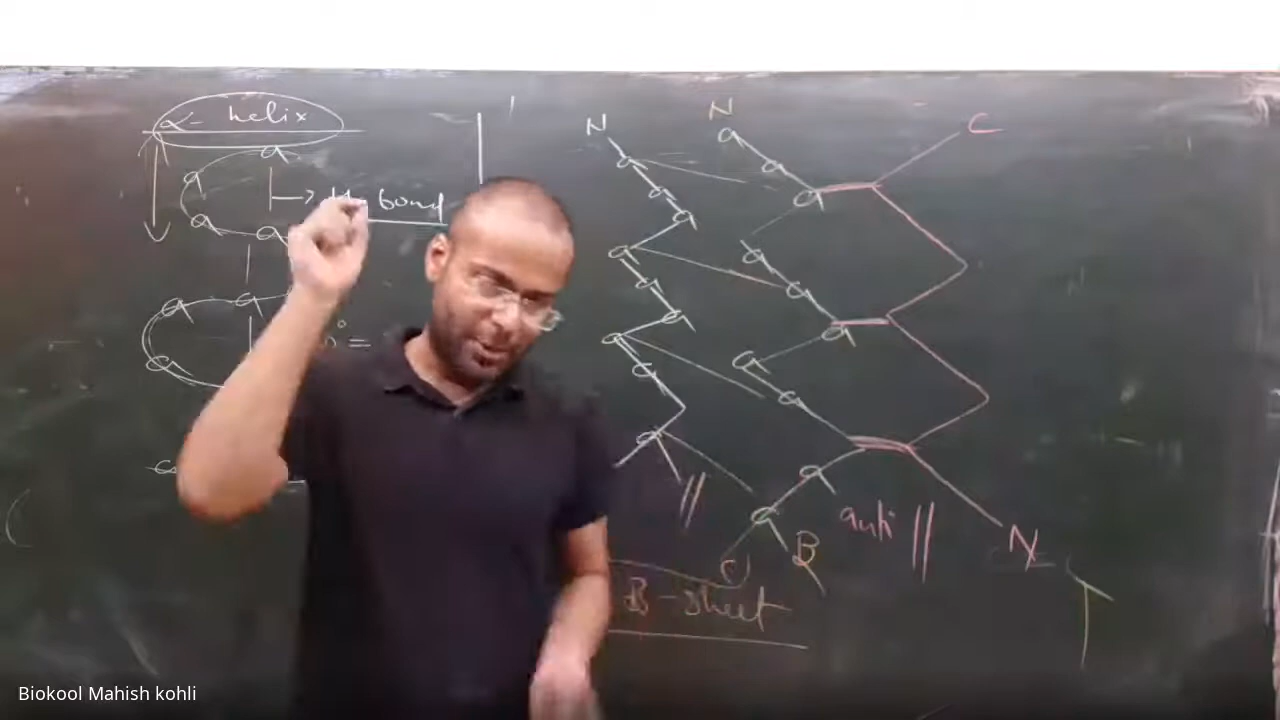 α- helix
H- bond
N
N
C
||
anti ||
N
B
C
B-sheet
Biokool Mahish kohli